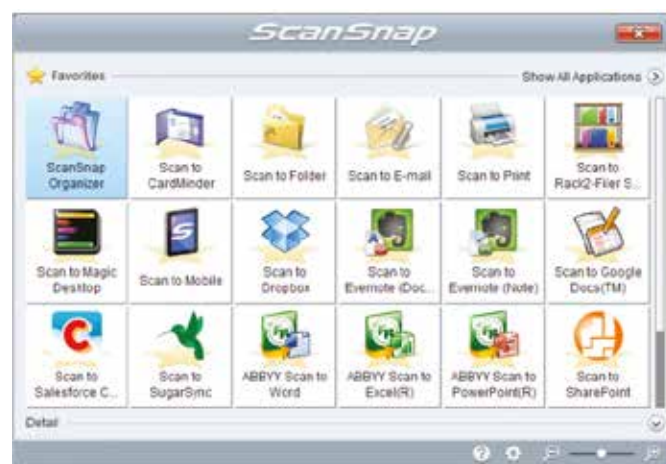 ScanSnap
Favorites
Show All Applications
ScanSnap
Organizer
Scan to
CardMinder
Scan to Folder
Scan to E-mail
Scan to Print
Scan to
Rack2-Filer S...
Scan to Magic
Desktop
Scan to Mobile
Scan to
Dropbox
Scan to
Evernote (Doc...
Scan to
Evernote (Note)
Scan to Google
Docs(TM)
Scan to
Salesforce C...
Scan to
SugarSync
ABBYY Scan to
Word
ABBYY Scan to
Excel(R)
ABBYY Scan to
PowerPoint(R)
Scan to
SharePoint
Detail